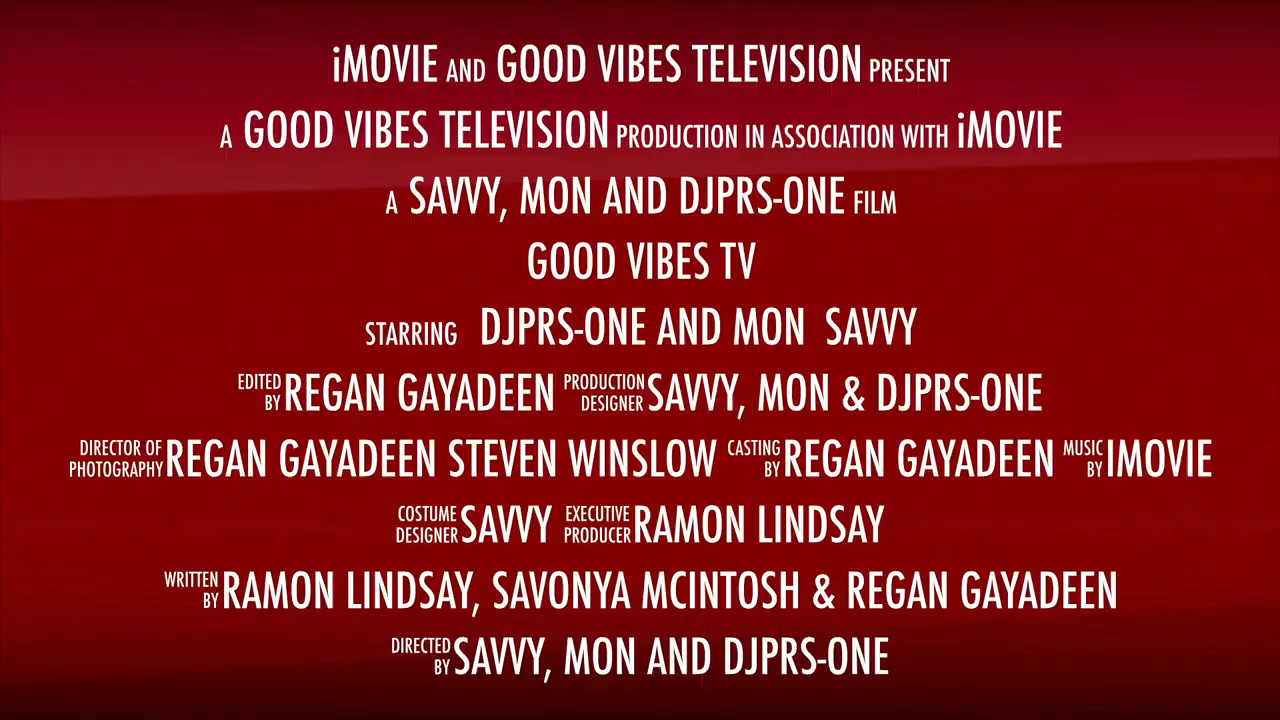 iMOVIE AND GOOD VIBES TELEVISION PRESENT
A GOOD VIBES TELEVISION PRODUCTION IN ASSOCIATION WITH iMOVIE
A SAVVY, MON AND DJPRS-ONE FILM
GOOD VIBES TV
STARRING DJPRS-ONE AND MON SAVVY
EDITED BY REGAN GAYADEEN PRODUCTION DESIGNER SAVVY, MON & DJPRS-ONE
DIRECTOR OF PHOTOGRAPHY REGAN GAYADEEN STEVEN WINSLOW CASTING BY REGAN GAYADEEN MUSIC BY IMOVIE
COSTUME DESIGNER SAVVY EXECUTIVE PRODUCER RAMON LINDSAY
WRITTEN BY RAMON LINDSAY, SAVONYA MCINTOSH & REGAN GAYADEEN
DIRECTED BY SAVVY, MON AND DJPRS-ONE